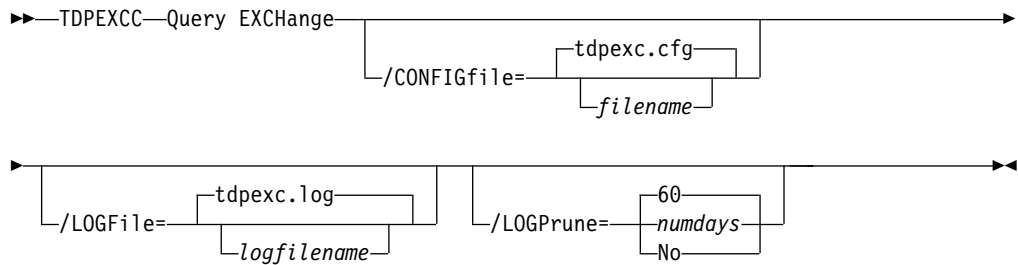 TDPEXCC Query EXCHange
tdpexc.cfg
/CONFIGfile=
filename
tdpexc.log
/LOGFile=
logfilename
60
/LOGPrune= numdays
No